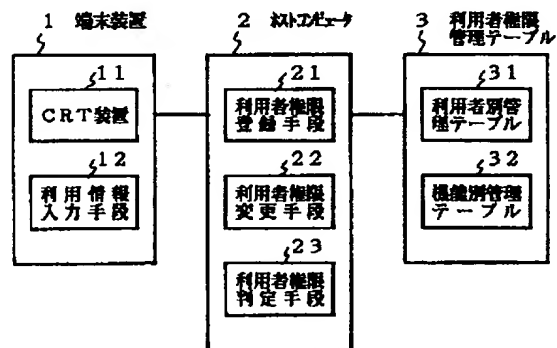 1 端末装置
2 ホストコンピュータ
3 利用者権限
管理テーブル
11
CRT装置
12
利用情報
入力手段
21
利用者権限
登録手段
22
利用者権限
変更手段
23
利用者権限
判定手段
31
利用者別管
理テーブル
32
機能別管理
テーブル